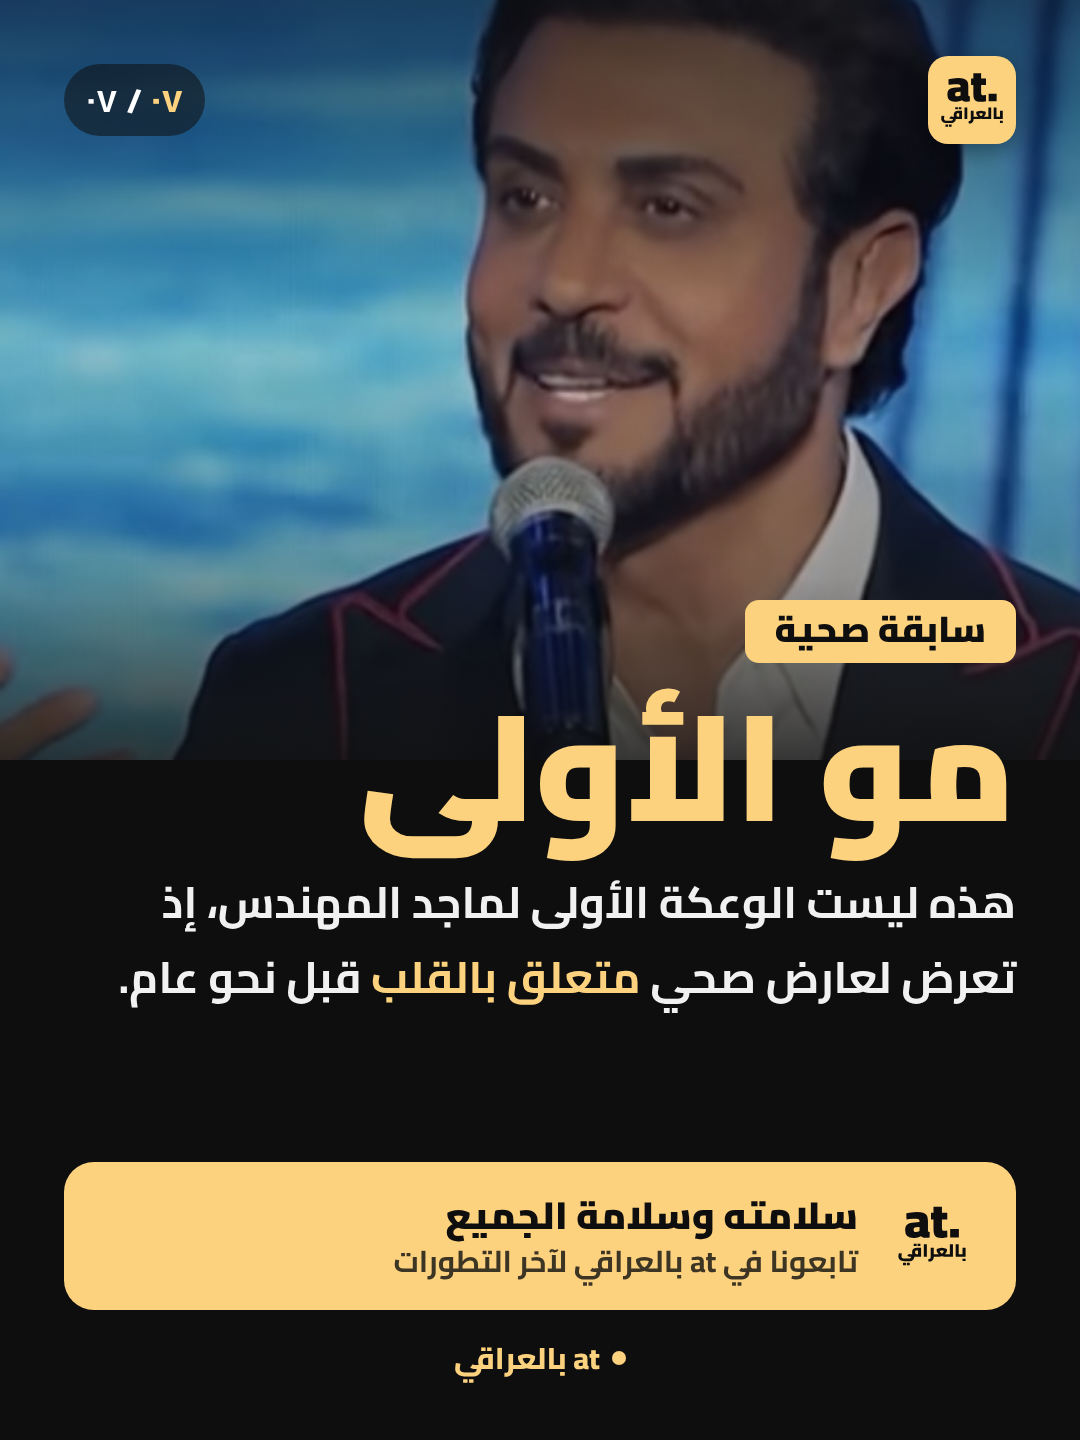 at.
بالعراقي
٠٧ / ٠٧
سابقة صحية
مو الأولى
هذه ليست الوعكة الأولى لماجد المهندس، إذ
تعرض لعارض صحي متعلق بالقلب قبل نحو عام.
at.
بالعراقي
سلامته وسلامة الجميع
تابعونا في at بالعراقي لآخر التطورات
• at بالعراقي